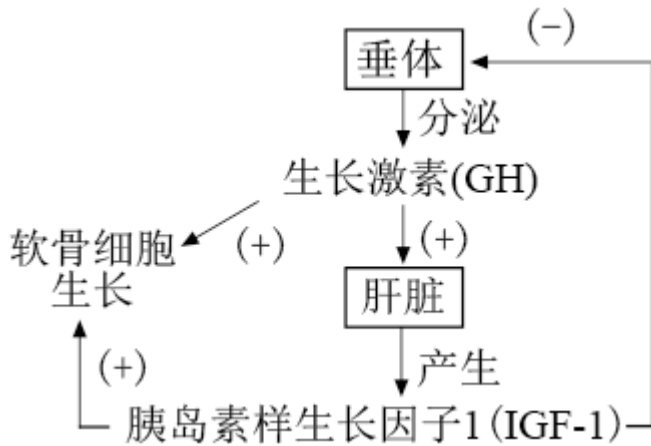 (−)
垂体
分泌
生长激素(GH)
软骨细胞
生长
(+)
(+)
肝脏
(+)
产生
胰岛素样生长因子1(IGF-1)